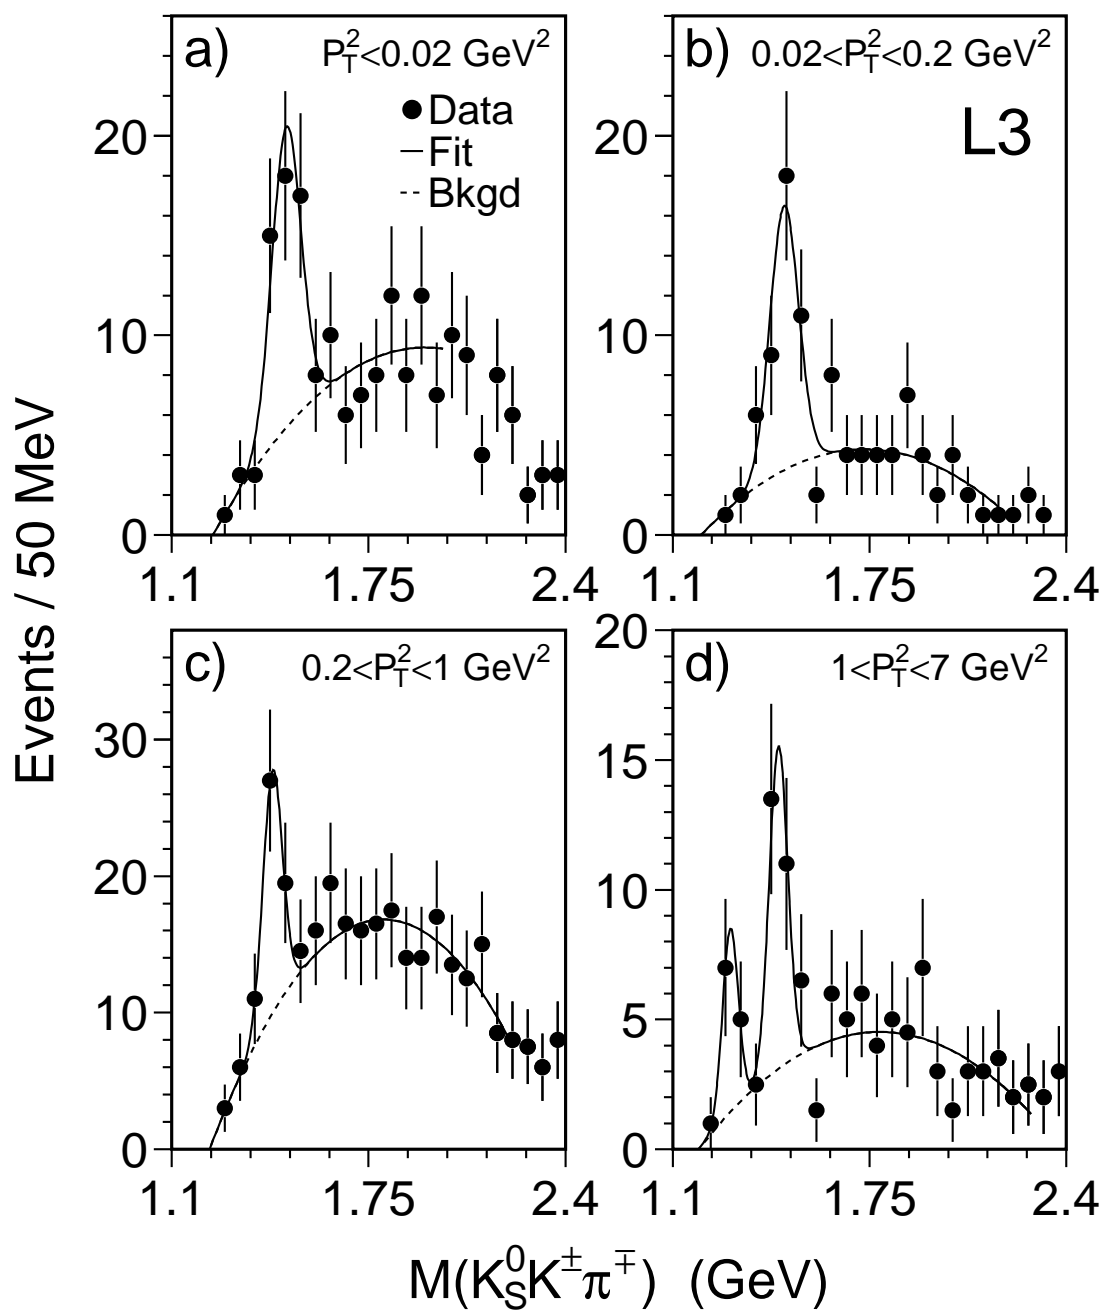 a) P_T^2<0.02 GeV^2
Data
Fit
Bkgd
20
10
0
1.1 1.75 2.4
b) 0.02<P_T^2<0.2 GeV^2
L3
20
10
0
1.1 1.75 2.4
Events / 50 MeV
c) 0.2<P_T^2<1 GeV^2
30
20
10
0
1.1 1.75 2.4
d) 1<P_T^2<7 GeV^2
20
15
10
5
0
1.1 1.75 2.4
M(K_S^0K^±π^∓) (GeV)